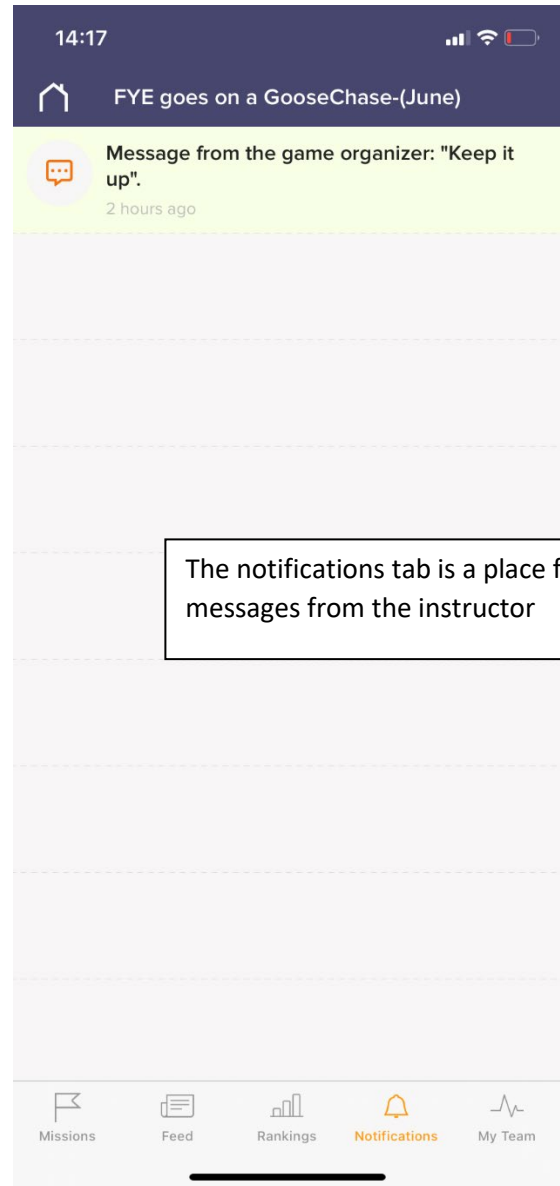 14:17
FYE goes on a GooseChase-(June)
Message from the game organizer: "Keep it
up".
2 hours ago
The notifications tab is a place
messages from the instructor
Missions Feed Rankings Notifications My Team